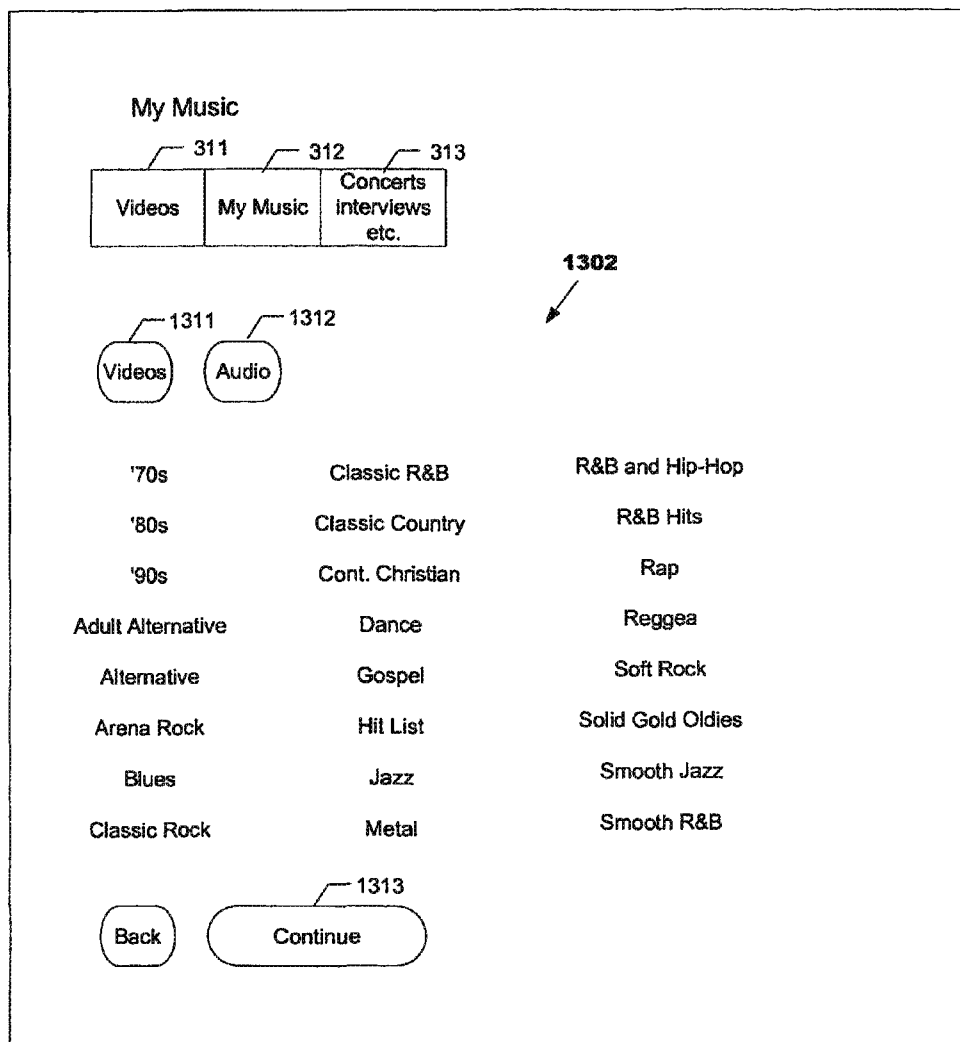 My Music
311
312
313
Videos
My Music
Concerts
interviews
etc.
1302
1311
1312
Videos
Audio
'70s
Classic R&B
R&B and Hip-Hop
'80s
Classic Country
R&B Hits
'90s
Cont. Christian
Rap
Adult Alternative
Dance
Reggea
Alternative
Gospel
Soft Rock
Arena Rock
Hit List
Solid Gold Oldies
Blues
Jazz
Smooth Jazz
Classic Rock
Metal
Smooth R&B
1313
Back
Continue